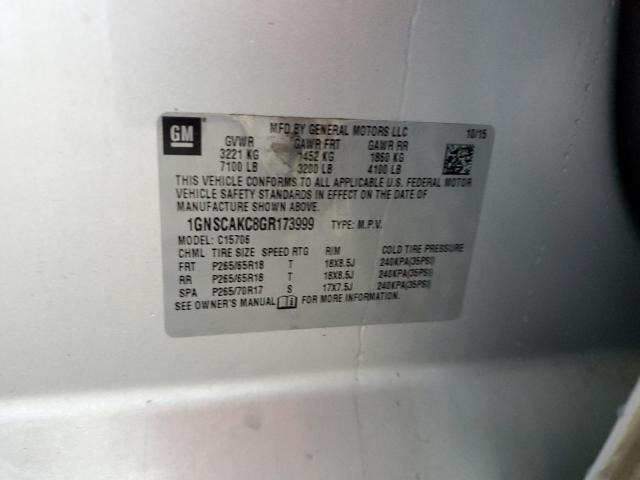 GM
MFD BY GENERAL MOTORS LLC 10/15
GVWR GAWR FRT GAWR RR
3221 KG 1452 KG 1860 KG
7100 LB 3200 LB 4100 LB
THIS VEHICLE CONFORMS TO ALL APPLICABLE U.S. FEDERAL MOTOR
VEHICLE SAFETY STANDARDS IN EFFECT ON THE DATE OF
MANUFACTURE SHOWN ABOVE.
1GNSCAKC8GR173999 TYPE: M.P.V.
MODEL: C15706
CHML TIRE SIZE SPEED RTG RIM COLD TIRE PRESSURE
FRT P265/65R18 T 18X8.5J 240KPA(35PSI)
RR P265/65R18 T 18X8.5J 240KPA(35PSI)
SPA P265/70R17 S 17X7.5J 240KPA(35PSI)
SEE OWNER'S MANUAL FOR MORE INFORMATION.